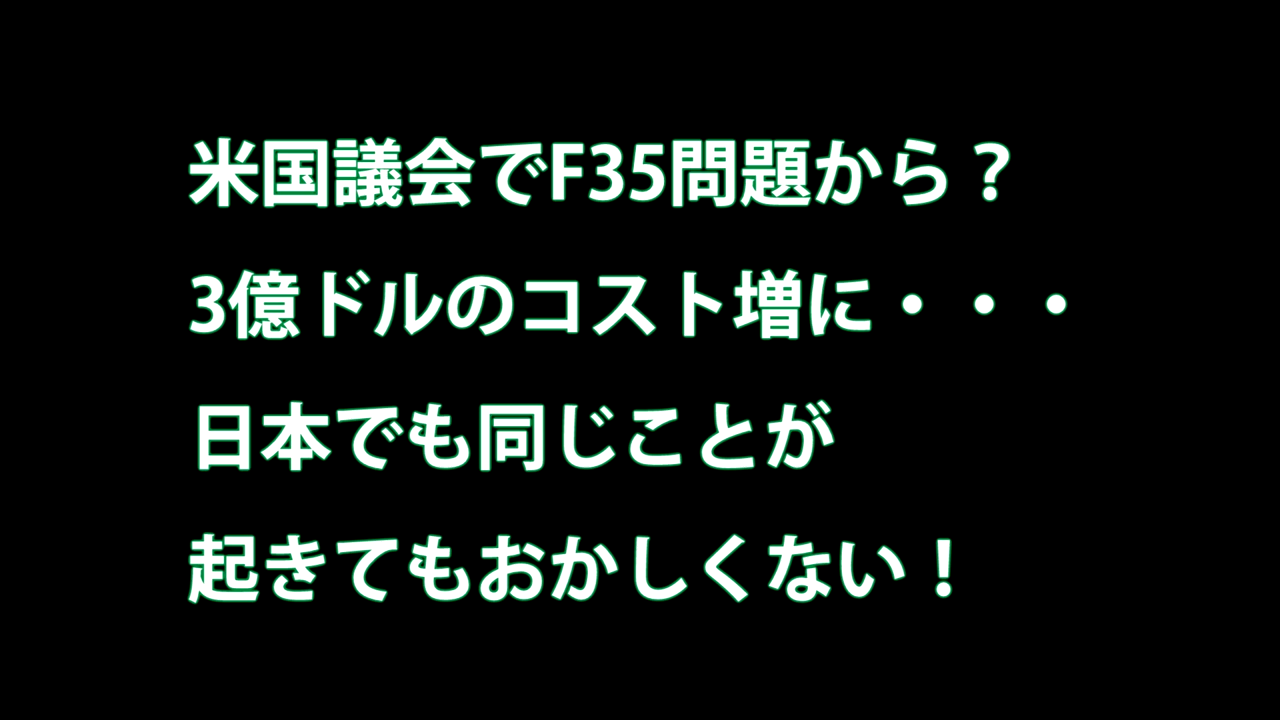 米国議会でF35問題から？
3億ドルのコスト増に・・・
日本でも同じことが
起きてもおかしくない！